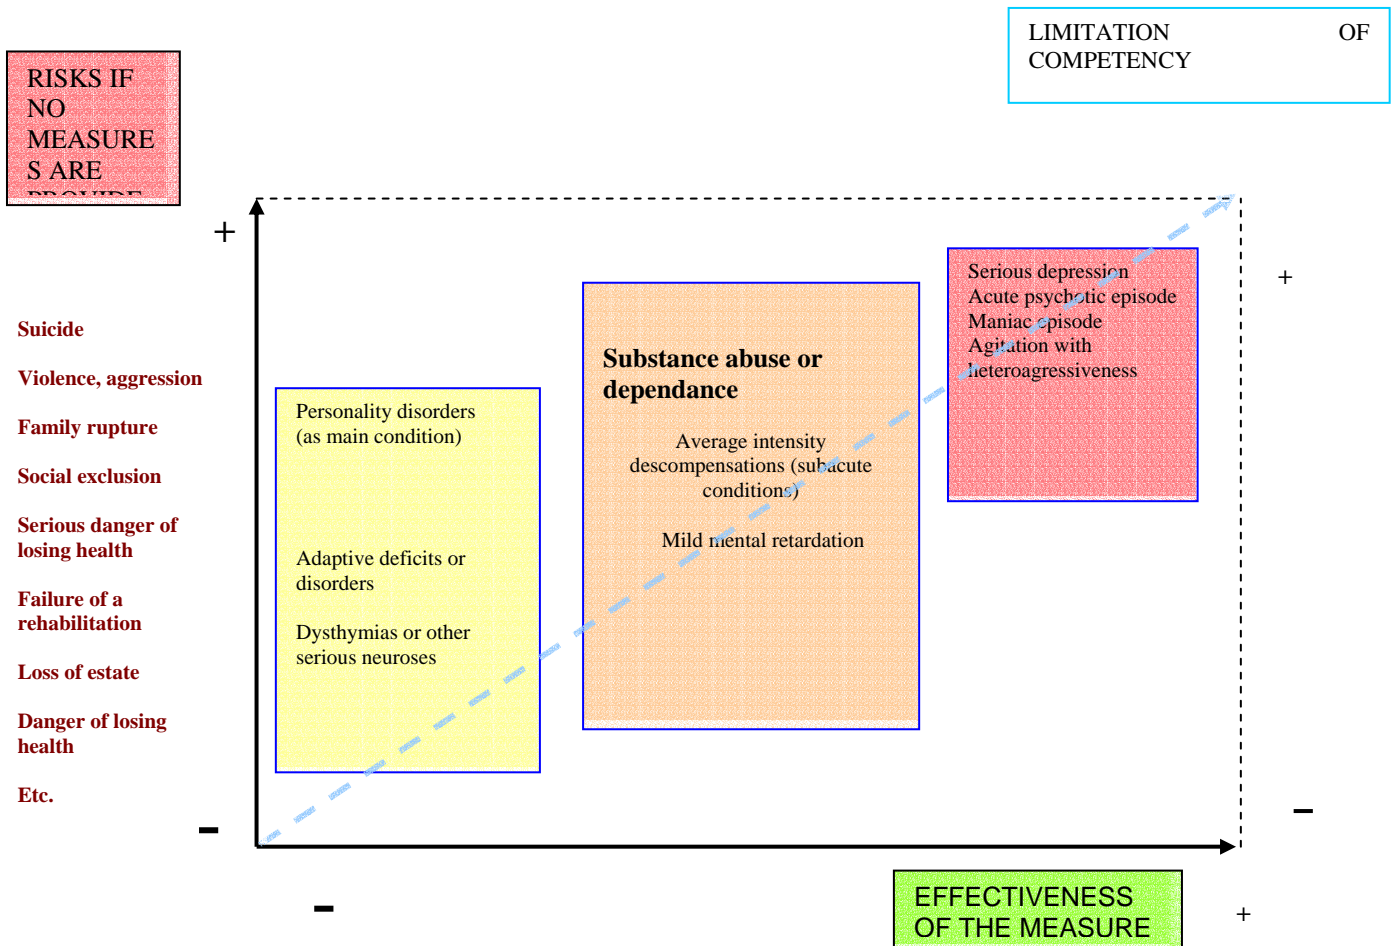 LIMITATION OF
COMPETENCY
RISKS IF
NO
MEASURE
S ARE
+
+
Suicide
Violence, aggression
Family rupture
Social exclusion
Serious danger of
losing health
Failure of a
rehabilitation
Loss of estate
Danger of losing
health
Etc.
Personality disorders
(as main condition)
Adaptive deficits or
disorders
Dysthymias or other
serious neuroses
Substance abuse or
dependance
Average intensity
descompensations (subacute
conditions)
Mild mental retardation
Serious depression
Acute psychotic episode
Maniac episode
Agitation with
heteroagressiveness
-
-
-
EFFECTIVENESS
OF THE MEASURE
+